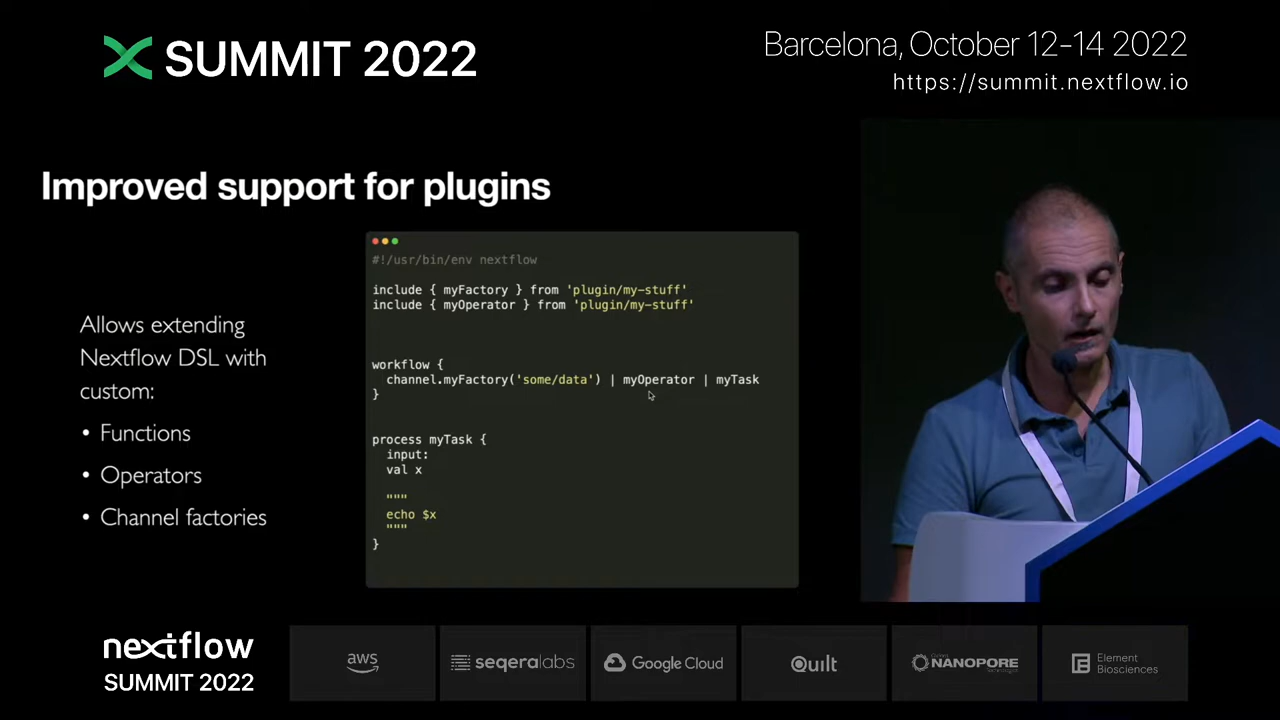 SUMMIT 2022
Barcelona, October 12-14 2022
https://summit.nextflow.io
Improved support for plugins
Allows extending
Nextflow DSL with
custom:
• Functions
• Operators
• Channel factories
#!/usr/bin/env nextflow
include { myFactory } from 'plugin/my-stuff'
include { myOperator } from 'plugin/my-stuff'
workflow {
channel.myFactory('some/data') | myOperator | myTask
}
process myTask {
input:
val x
"""
echo $x
"""
}
nextflow
SUMMIT 2022
aws
seqeralabs
Google Cloud
Quilt
NANOPORE
Element
Biosciences